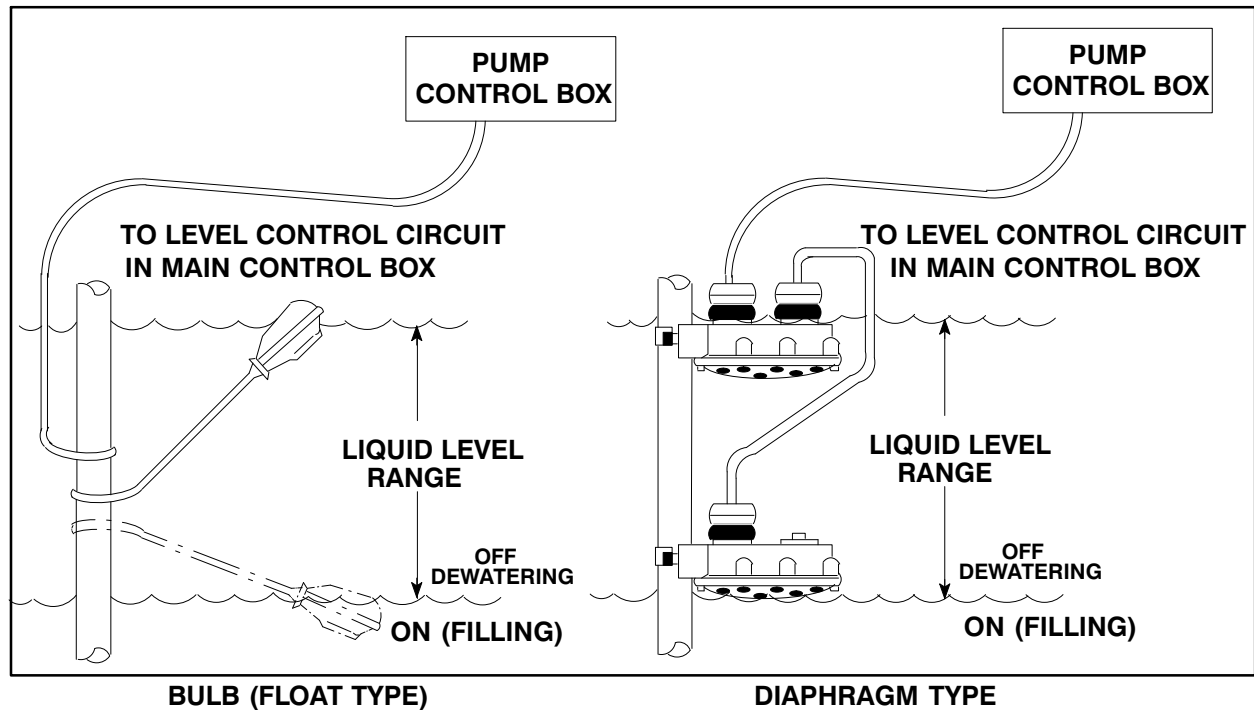 PUMP
CONTROL BOX
TO LEVEL CONTROL CIRCUIT
IN MAIN CONTROL BOX
LIQUID LEVEL
RANGE
OFF
DEWATERING
ON (FILLING)
BULB (FLOAT TYPE)
PUMP
CONTROL BOX
TO LEVEL CONTROL CIRCUIT
IN MAIN CONTROL BOX
LIQUID LEVEL
RANGE
OFF
DEWATERING
ON (FILLING)
DIAPHRAGM TYPE